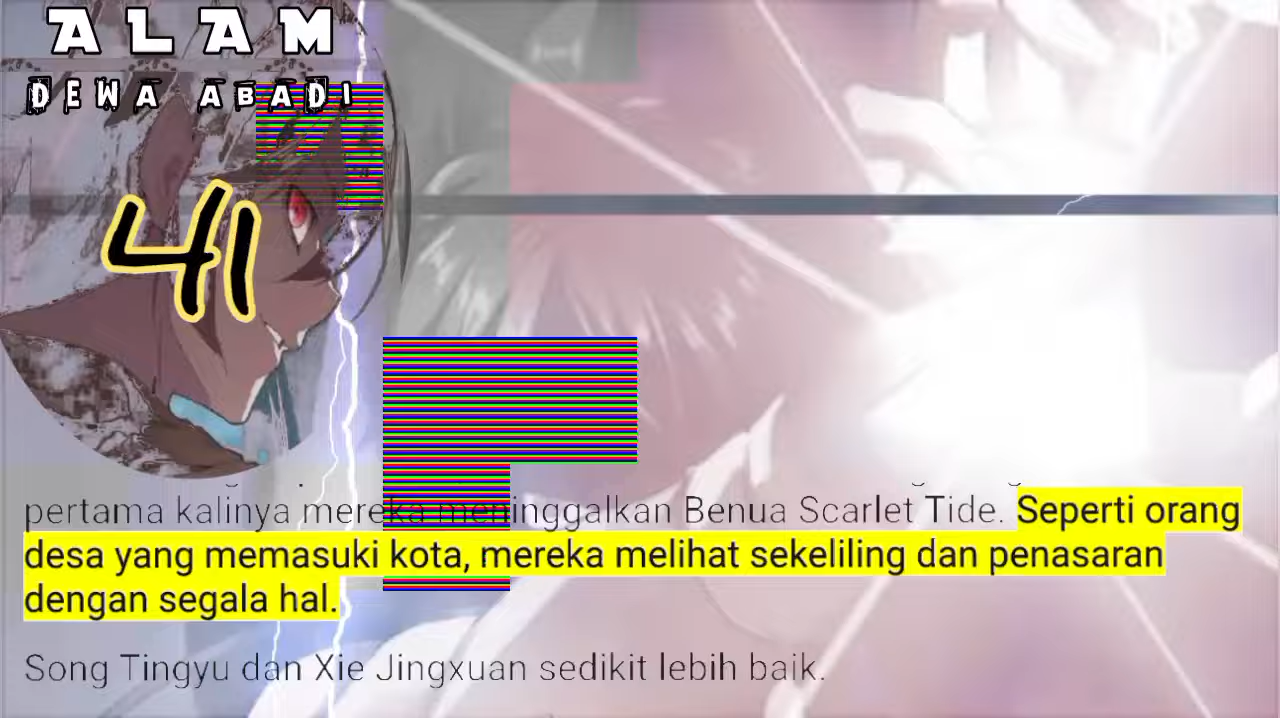 ALAM
DEWA ABADI
41
pertama kalinya mereka meninggalkan Benua Scarlet Tide. Seperti orang
desa yang memasuki kota, mereka melihat sekeliling dan penasaran
dengan segala hal.
Song Tingyu dan Xie Jingxuan sedikit lebih baik.